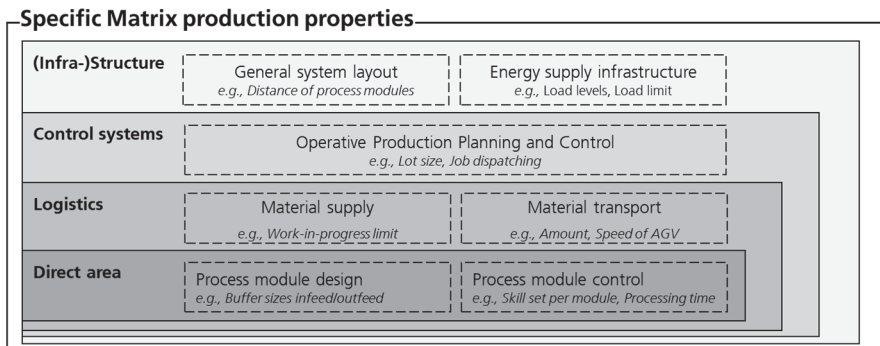 Specific Matrix production properties
(Infra-)Structure
General system layout
e.g., Distance of process modules
Energy supply infrastructure
e.g., Load levels, Load limit
Control systems
Operative Production Planning and Control
e.g., Lot size, Job dispatching
Logistics
Material supply
e.g., Work-in-progress limit
Material transport
e.g., Amount, Speed of AGV
Direct area
Process module design
e.g., Buffer sizes infeed/outfeed
Process module control
e.g., Skill set per module, Processing time